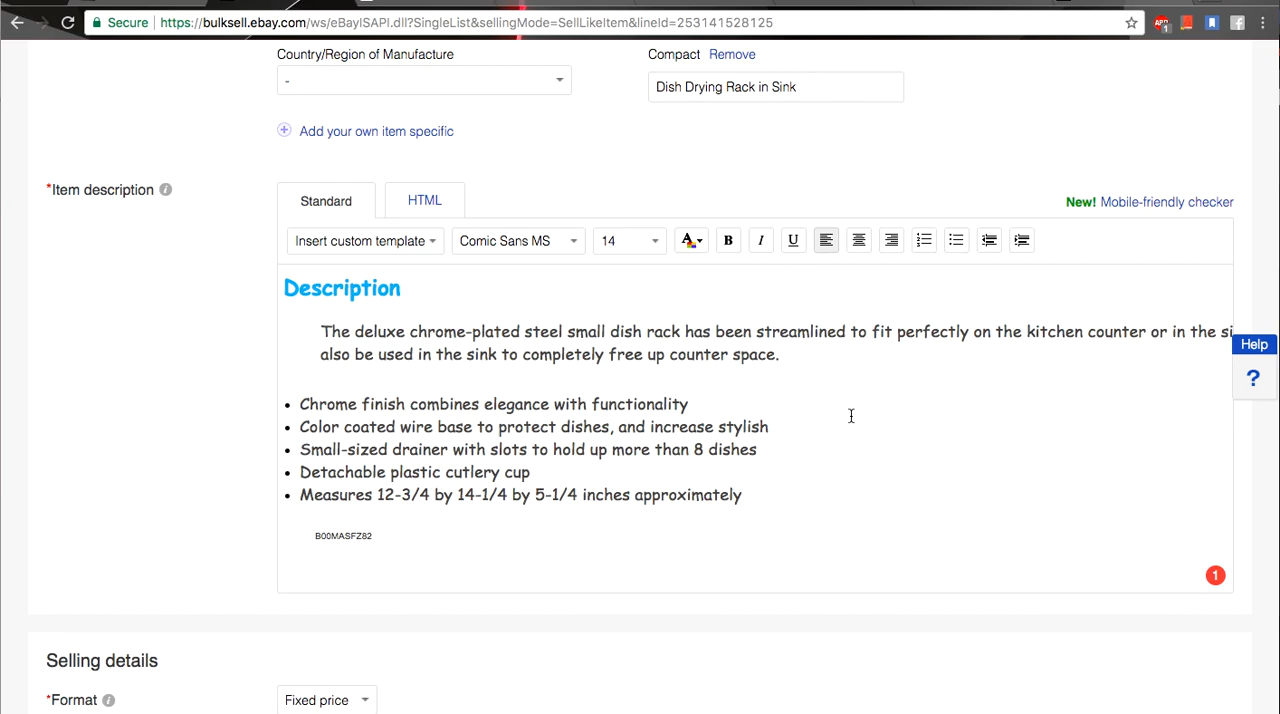 Secure https://bulksell.ebay.com/ws/eBayISAPI.dll?SingleList&sellingMode=SellLikeItem&lineId=253141528125
Country/Region of Manufacture
Compact Remove
-
Dish Drying Rack in Sink
Add your own item specific
*Item description
Standard
HTML
New! Mobile-friendly checker
Insert custom template
Comic Sans MS
14
A
B
I
U
Description
The deluxe chrome-plated steel small dish rack has been streamlined to fit perfectly on the kitchen counter or in the si
also be used in the sink to completely free up counter space.
• Chrome finish combines elegance with functionality
• Color coated wire base to protect dishes, and increase stylish
• Small-sized drainer with slots to hold up more than 8 dishes
• Detachable plastic cutlery cup
• Measures 12-3/4 by 14-1/4 by 5-1/4 inches approximately
B00MASFZ82
1
Help
?
Selling details
*Format
Fixed price